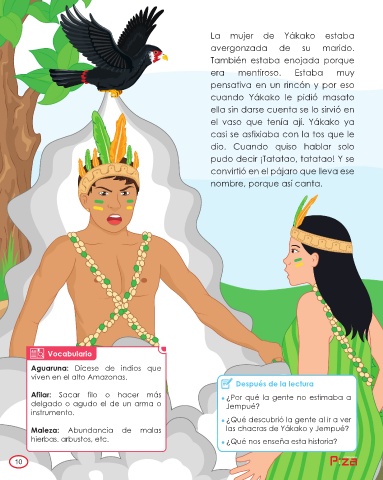 La mujer de Yákako estaba
avergonzada de su marido.
También estaba enojada porque
era mentiroso. Estaba muy
pensativa en un rincón y por eso
cuando Yákako le pidió masato
ella sin darse cuenta se lo sirvió en
el vaso que tenía ají. Yákako ya
casi se asfixiaba con la tos que le
dio. Cuando quiso hablar solo
pudo decir ¡Tatatao, tatatao! Y se
convirtió en el pájaro que lleva ese
nombre, porque así canta.
Vocabulario
Aguaruna: Dícese de indios que
viven en el alto Amazonas.
Afilar: Sacar filo o hacer más
delgado o agudo el de un arma o
instrumento.
Maleza: Abundancia de malas
hierbas, arbustos, etc.
Después de la lectura
• ¿Por qué la gente no estimaba a
Jempué?
• ¿Qué descubrió la gente al ir a ver
las chacras de Yákako y Jempué?
• ¿Qué nos enseña esta historia?
10